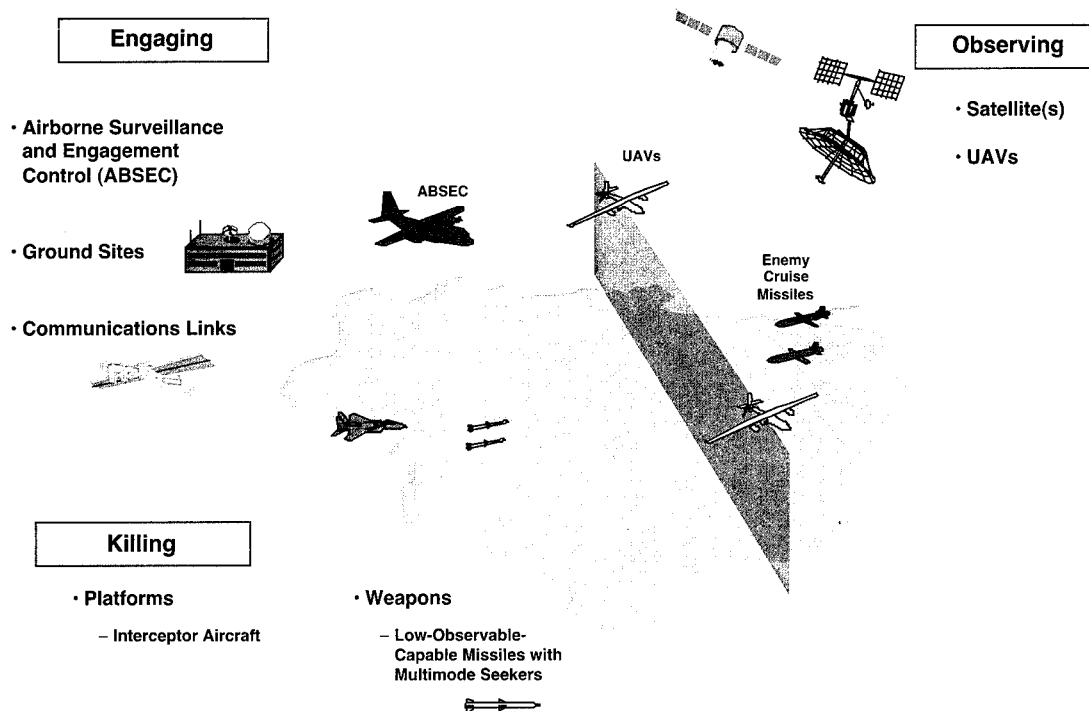 Engaging
Observing
· Airborne Surveillance
and Engagement
Control (ABSEC)
· Ground Sites
· Communications Links
ABSEC
UAVs
· Satellite(s)
· UAVs
Enemy
Cruise
Missiles
Killing
· Platforms
– Interceptor Aircraft
· Weapons
– Low-Observable-
Capable Missiles with
Multimode Seekers